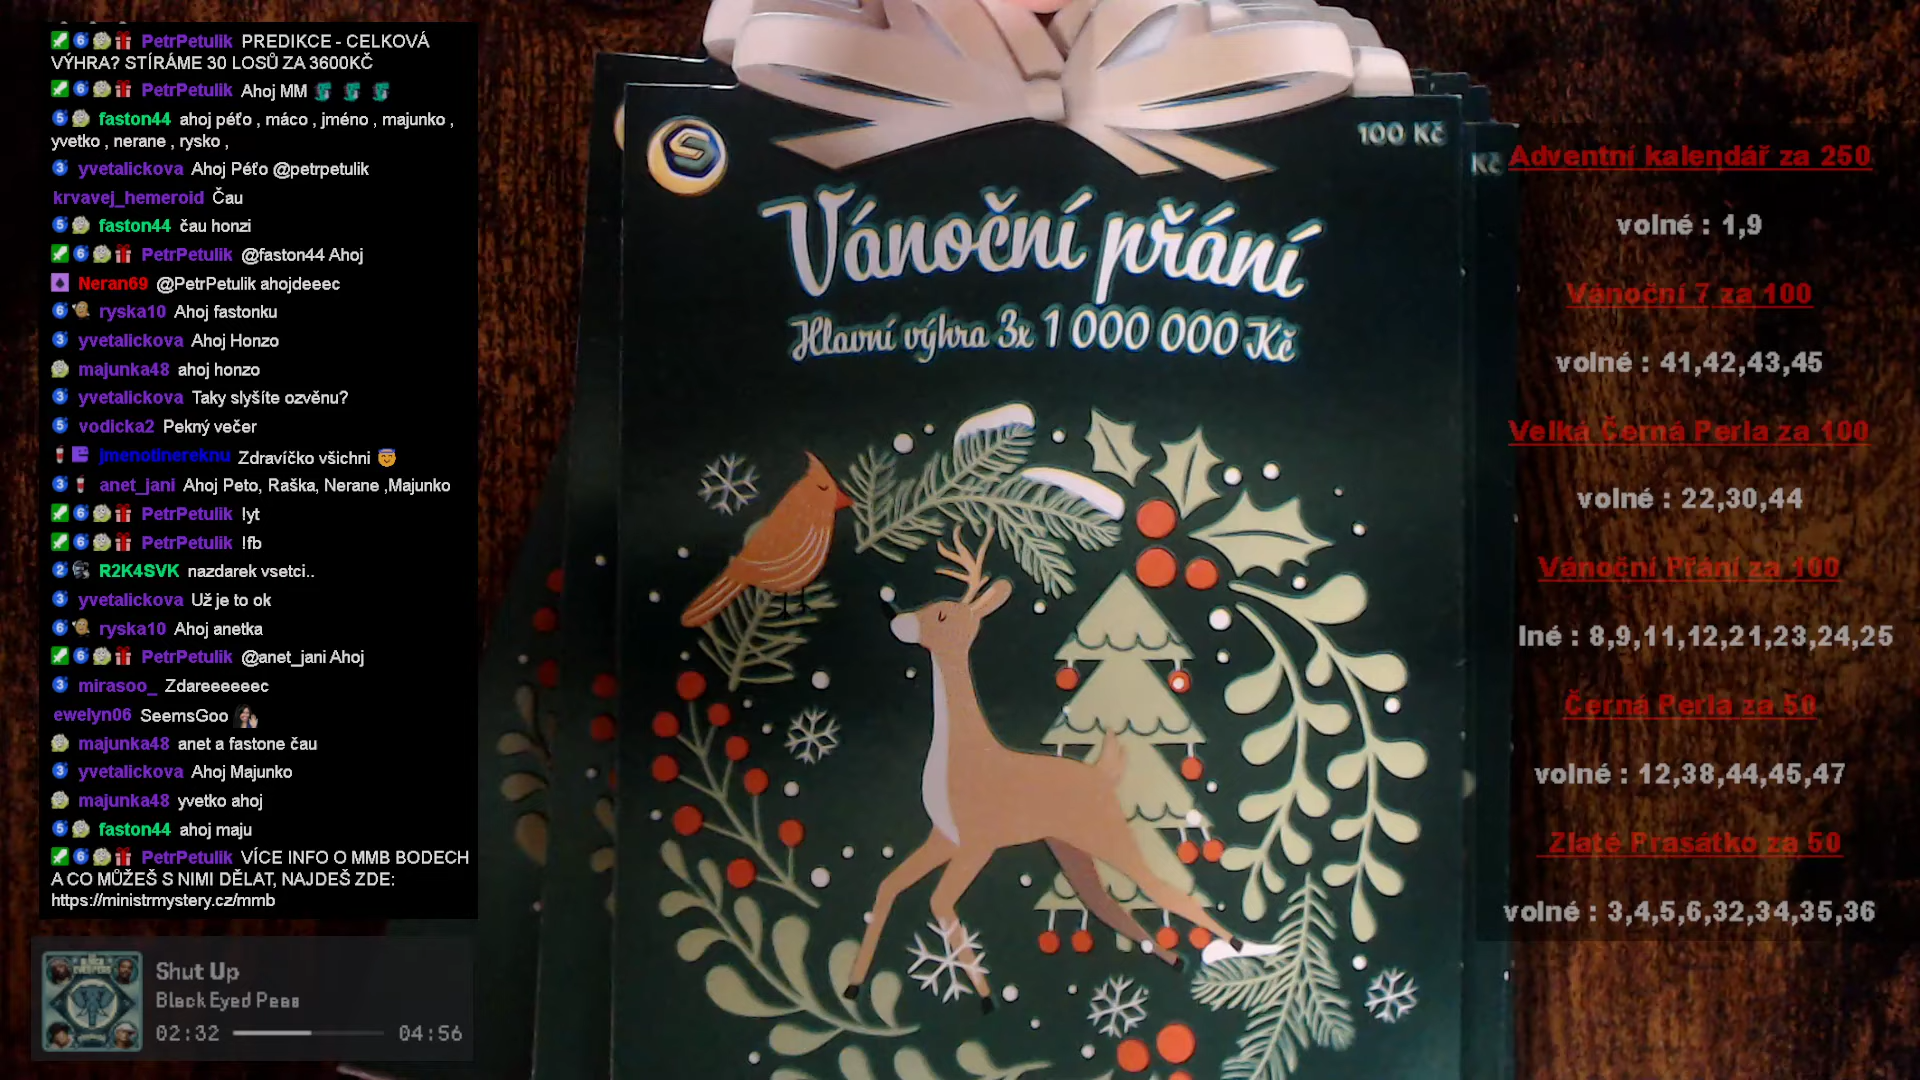 PetrPetulik PREDIKCE - CELKOVÁ
VÝHRA? STÍRÁME 30 LOSŮ ZA 3600KČ
PetrPetulik Ahoj MM
faston44 ahoj péťo , máco , jméno , majunko ,
yvetko , nerane , rysko ,
yvetalickova Ahoj Péťo @petrpetulik
krvavej_hemeroid Čau
faston44 čau honzi
PetrPetulik @faston44 Ahoj
Neran69 @PetrPetulik ahojdeeec
ryska10 Ahoj fastonku
yvetalickova Ahoj Honzo
majunka48 ahoj honzo
yvetalickova Taky slyšíte ozvěnu?
vodicka2 Pekný večer
jmenotinereknu Zdravíčko všichni
anet_jani Ahoj Peto, Raška, Nerane ,Majunko
PetrPetulik !yt
PetrPetulik !fb
R2K4SVK nazdarek vsetci..
yvetalickova Už je to ok
ryska10 Ahoj anetka
PetrPetulik @anet_jani Ahoj
mirasoo_ Zdareeeeeec
ewelyn06 SeemsGoo
majunka48 anet a fastone čau
yvetalickova Ahoj Majunko
majunka48 yvetko ahoj
faston44 ahoj maju
PetrPetulik VÍCE INFO O MMB BODECH
A CO MŮŽEŠ S NIMI DĚLAT, NAJDEŠ ZDE:
https://ministrmystery.cz/mmb
Shut Up
Black Eyed Peas
02:32 04:56
100 Kč
Kč
Vánoční přání
Hlavní výhra 3x 1 000 000 Kč
Adventní kalendář za 250
volné : 1,9
Vánoční 7 za 100
volné : 41,42,43,45
Velká Černá Perla za 100
volné : 22,30,44
Vánoční Přání za 100
lné : 8,9,11,12,21,23,24,25
Černá Perla za 50
volné : 12,38,44,45,47
Zlaté Prasátko za 50
volné : 3,4,5,6,32,34,35,36